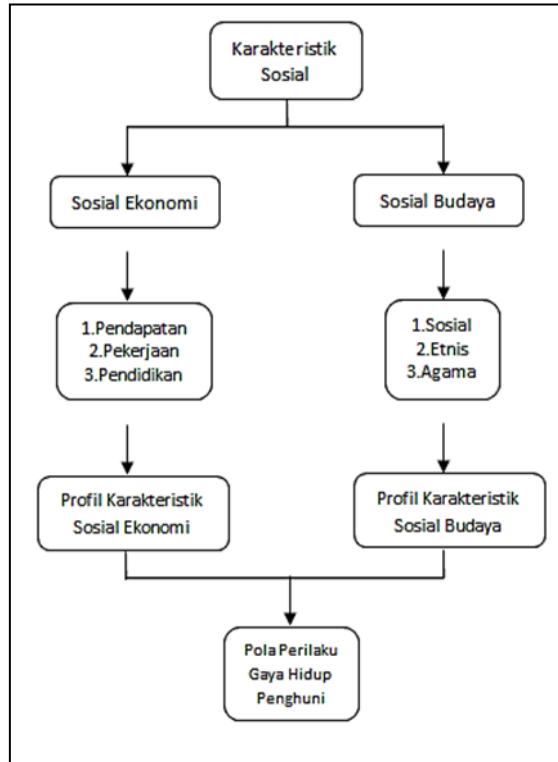 Karakteristik
Sosial
Sosial Ekonomi
Sosial Budaya
1.Pendapatan
2.Pekerjaan
3.Pendidikan
1.Sosial
2.Etnis
3.Agama
Profil Karakteristik
Sosial Ekonomi
Profil Karakteristik
Sosial Budaya
Pola Perilaku
Gaya Hidup
Penghuni